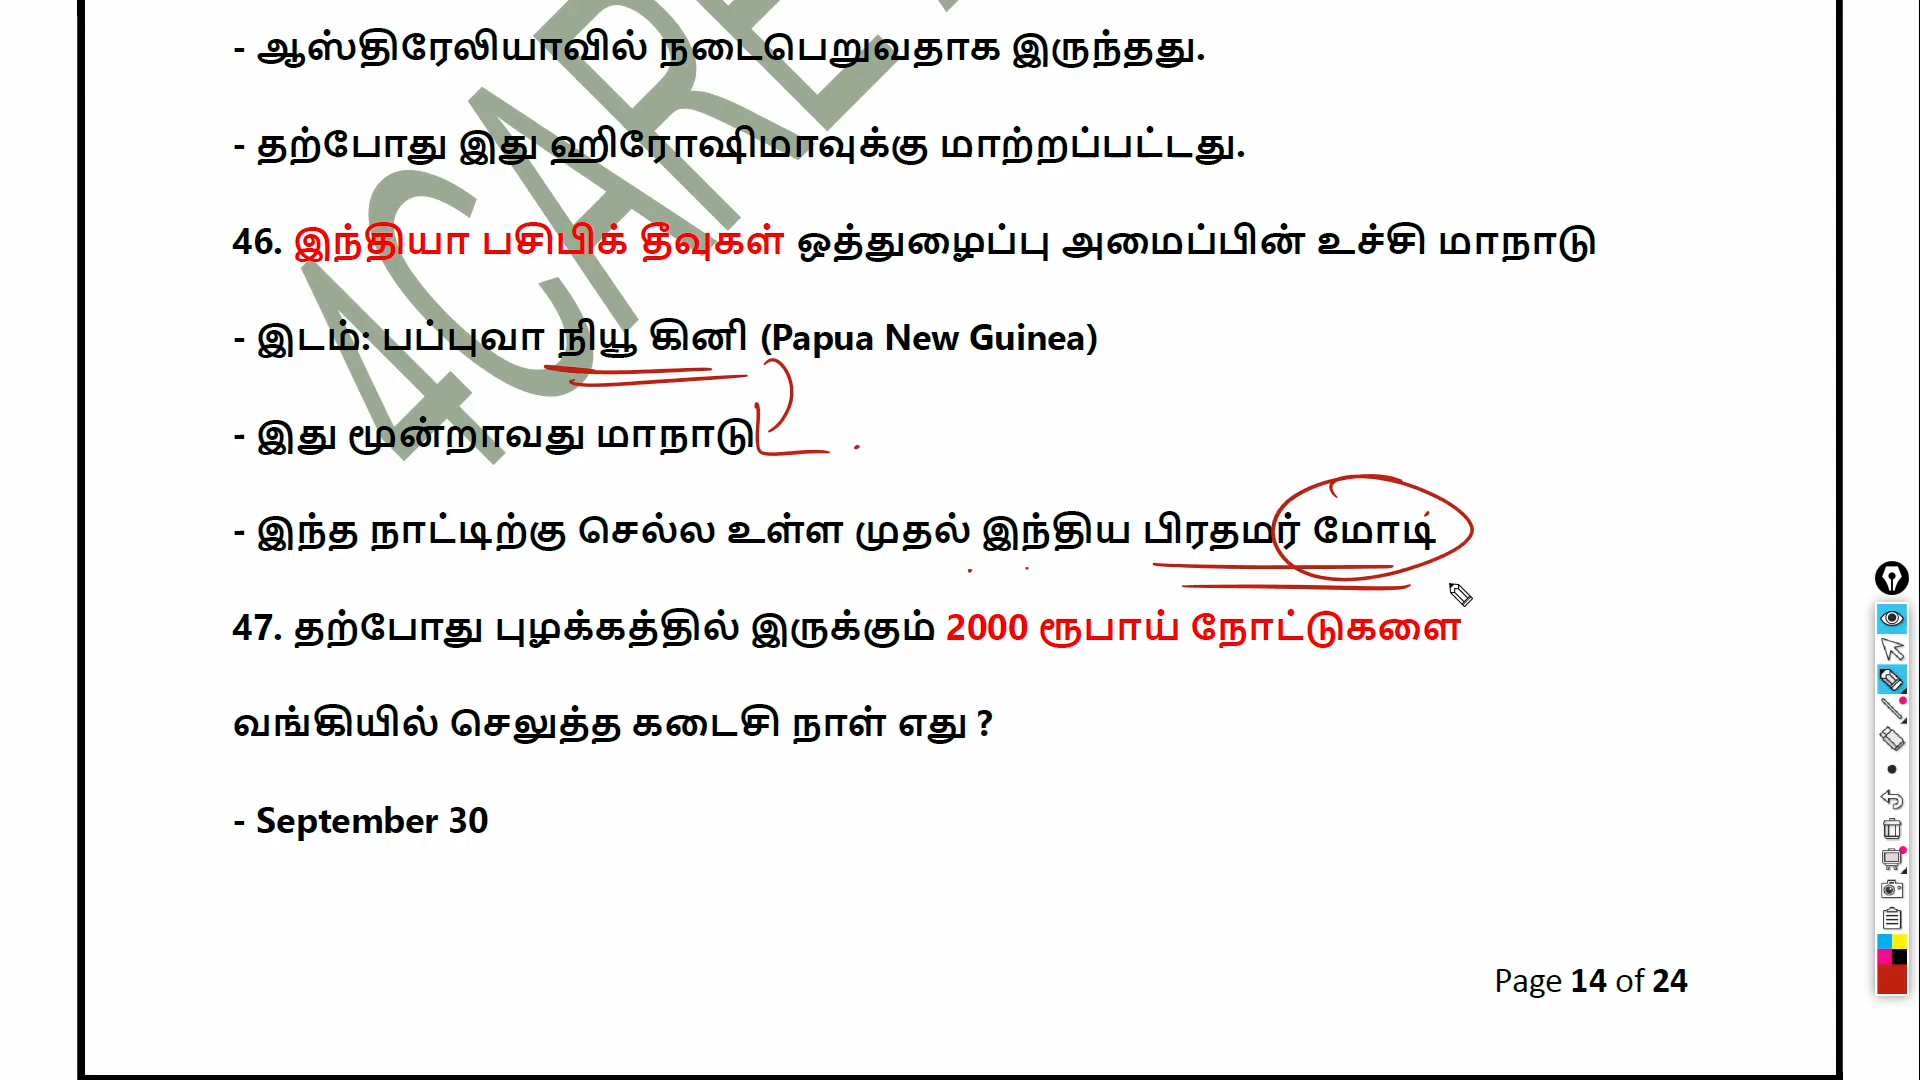 - ஆஸ்திரேலியாவில் நடைபெறுவதாக இருந்தது.
- தற்போது இது ஹிரோஷிமாவுக்கு மாற்றப்பட்டது.
46. இந்தியா பசிபிக் தீவுகள் ஒத்துழைப்பு அமைப்பின் உச்சி மாநாடு
- இடம்: பப்புவா நியூ கினி (Papua New Guinea)
- இது மூன்றாவது மாநாடு
- இந்த நாட்டிற்கு செல்ல உள்ள முதல் இந்திய பிரதமர் மோடி
47. தற்போது புழக்கத்தில் இருக்கும் 2000 ரூபாய் நோட்டுகளை
வங்கியில் செலுத்த கடைசி நாள் எது ?
- September 30
Page 14 of 24
4CARE